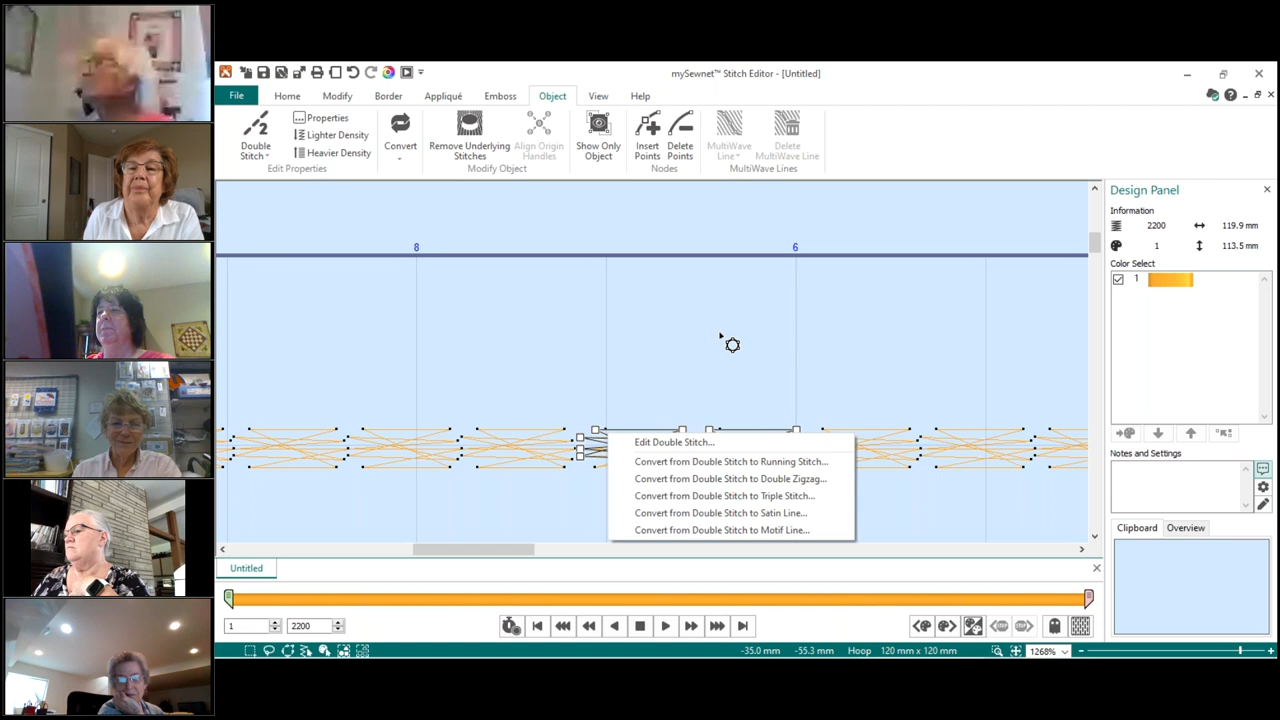 mySewnet™ Stitch Editor - [Untitled]
File Home Modify Border Appliqué Emboss Object View Help
Double Stitch
Properties
Lighter Density
Heavier Density
Edit Properties
Convert
Remove Underlying Stitches
Align Origin Handles
Modify Object
Show Only Object
Insert Points
Delete Points
Nodes
MultiWave Line
Delete MultiWave Line
MultiWave Lines
8
6
Edit Double Stitch...
Convert from Double Stitch to Running Stitch...
Convert from Double Stitch to Double Zigzag...
Convert from Double Stitch to Triple Stitch...
Convert from Double Stitch to Satin Line...
Convert from Double Stitch to Motif Line...
Design Panel
Information
2200 119.9 mm
1 113.5 mm
Color Select
1
Notes and Settings
Clipboard Overview
Untitled
1 2200
-35.0 mm -55.3 mm Hoop 120 mm x 120 mm 1268%